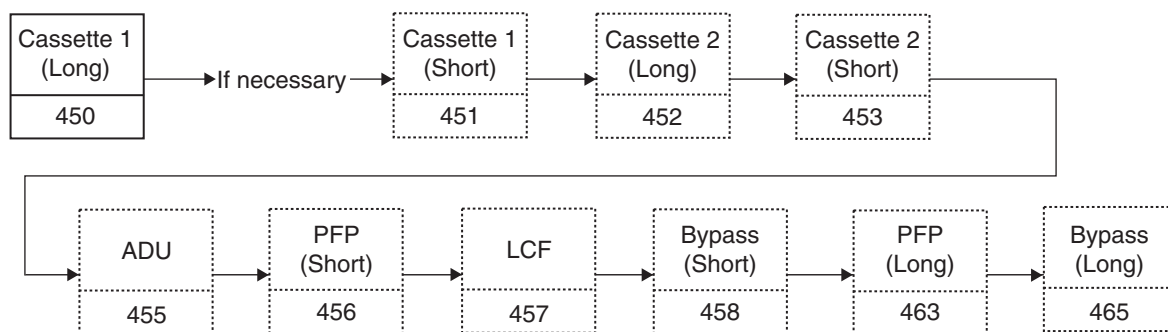 Cassette 1
(Long)
450
If necessary
Cassette 1
(Short)
451
Cassette 2
(Long)
452
Cassette 2
(Short)
453
ADU
455
PFP
(Short)
456
LCF
457
Bypass
(Short)
458
PFP
(Long)
463
Bypass
(Long)
465